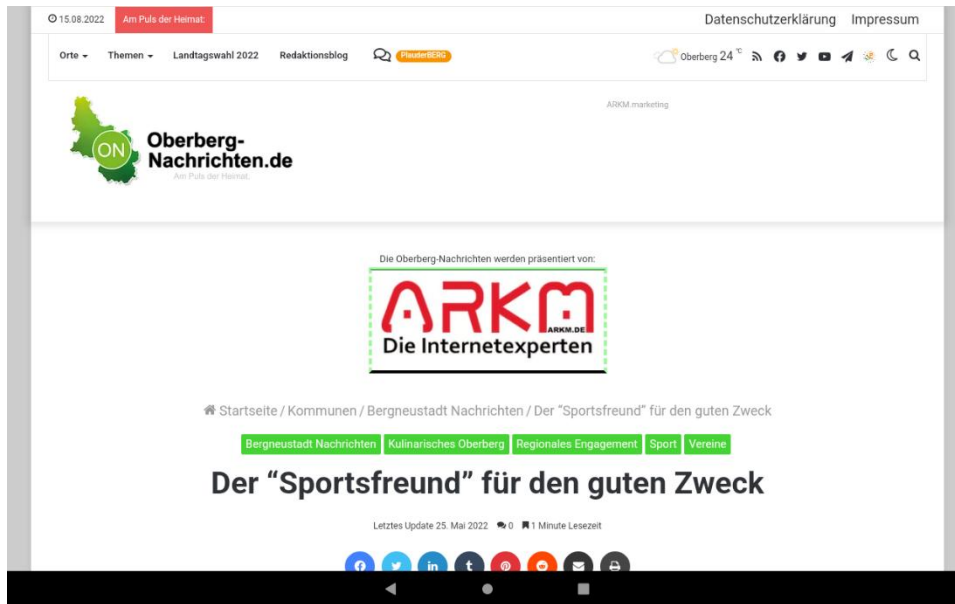 15.08.2022 Am Puls der Heimat: Datenschutzerklärung Impressum
Orte Themen Landtagswahl 2022 Redaktionsblog PlauderBERG Oberberg 24 °C
ARKM.marketing
ON
Oberberg-
Nachrichten.de
Am Puls der Heimat.
Die Oberberg-Nachrichten werden präsentiert von:
ARKM
ARKM.DE
Die Internetexperten
Startseite / Kommunen / Bergneustadt Nachrichten / Der “Sportsfreund” für den guten Zweck
Bergneustadt Nachrichten Kulinarisches Oberberg Regionales Engagement Sport Vereine
Der “Sportsfreund” für den guten Zweck
Letztes Update 25. Mai 2022 0 1 Minute Lesezeit